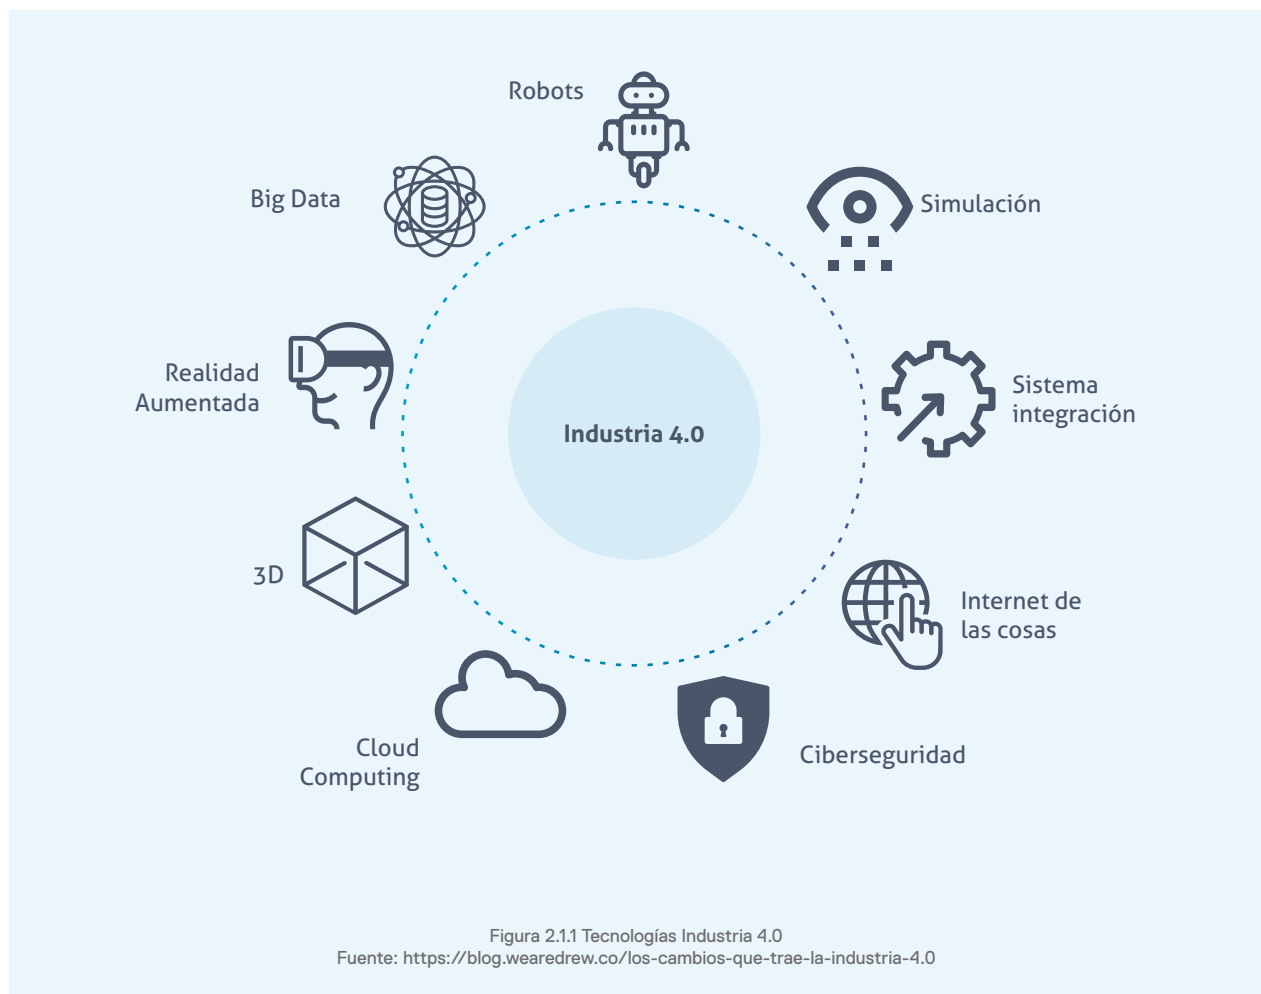 Robots
Big Data
Simulación
Realidad
Aumentada
Sistema
integración
Industria 4.0
3D
Internet de
las cosas
Cloud
Computing
Ciberseguridad
Figura 2.1.1 Tecnologías Industria 4.0
Fuente: https://blog.wearedrew.co/los-cambios-que-trae-la-industria-4.0